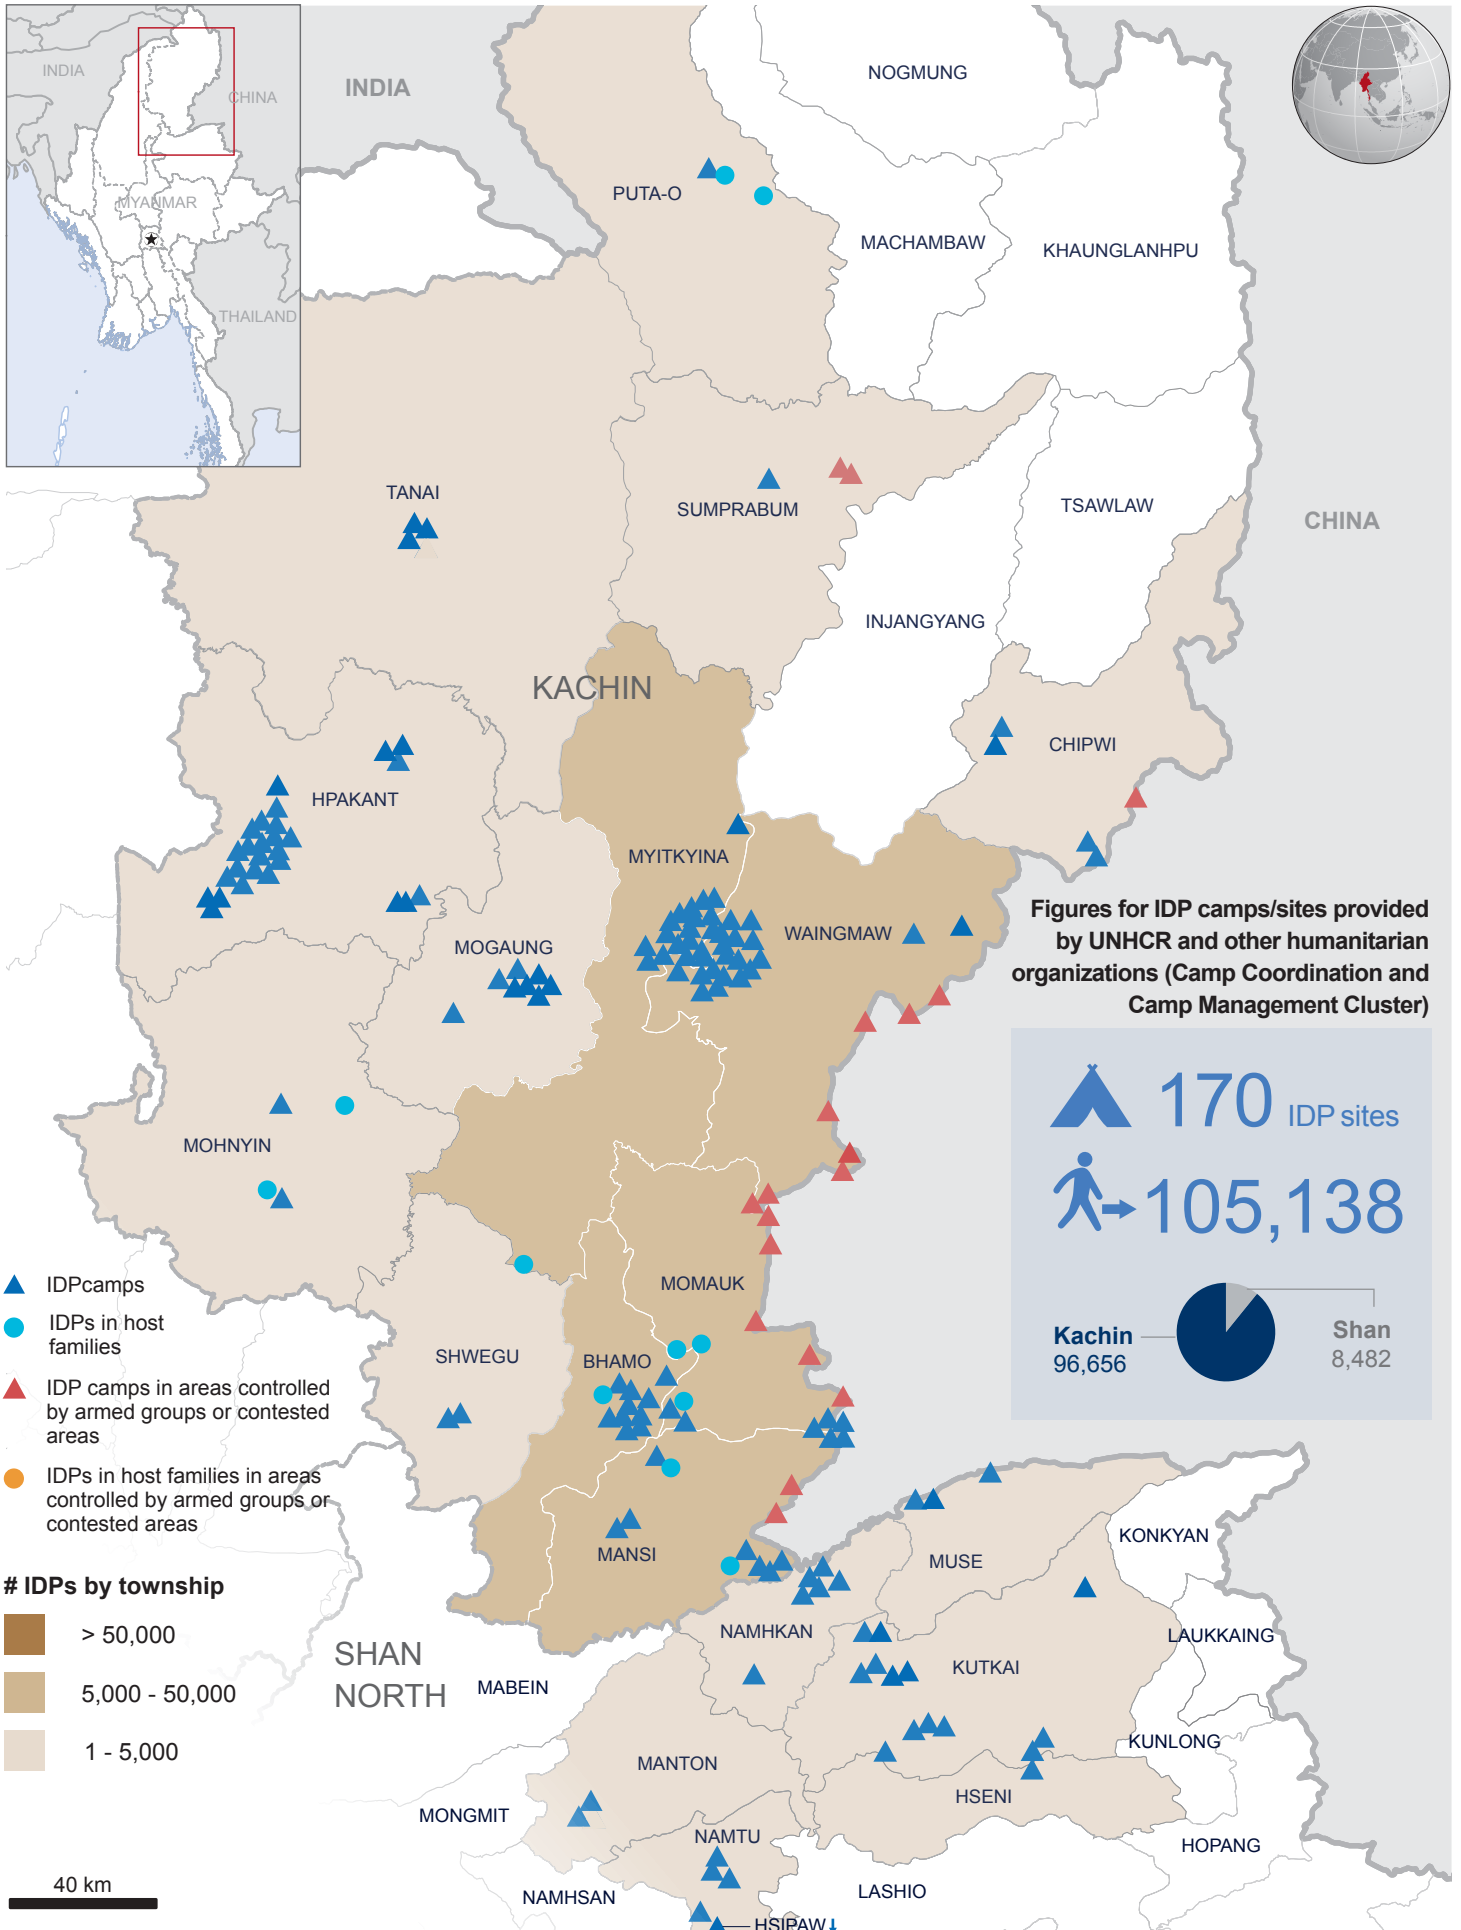 INDIA
CHINA
MYANMAR
THAILAND
INDIA
NOGMUNG
PUTA-O
MACHAMBAW
KHAUNGLANHPU
TANAI
SUMPRABUM
TSAWLAW
CHINA
INJANGYANG
KACHIN
CHIPWI
HPAKANT
MYITKYINA
WAINGMAW
MOGAUNG
Figures for IDP camps/sites provided
by UNHCR and other humanitarian
organizations (Camp Coordination and
Camp Management Cluster)
170 IDP sites
105,138
Kachin
96,656
Shan
8,482
MOHNYIN
MOMAUK
SHWEGU
BHAMO
MANSI
IDPcamps
IDPs in host
families
IDP camps in areas controlled
by armed groups or contested
areas
IDPs in host families in areas
controlled by armed groups or
contested areas
# IDPs by township
> 50,000
5,000 - 50,000
1 - 5,000
SHAN
NORTH
KONKYAN
MUSE
NAMHKAN
LAUKKAING
KUTKAI
MABEIN
KUNLONG
MANTON
HSENI
MONGMIT
NAMTU
HOPANG
LASHIO
NAMHSAN
HSIPAW
40 km